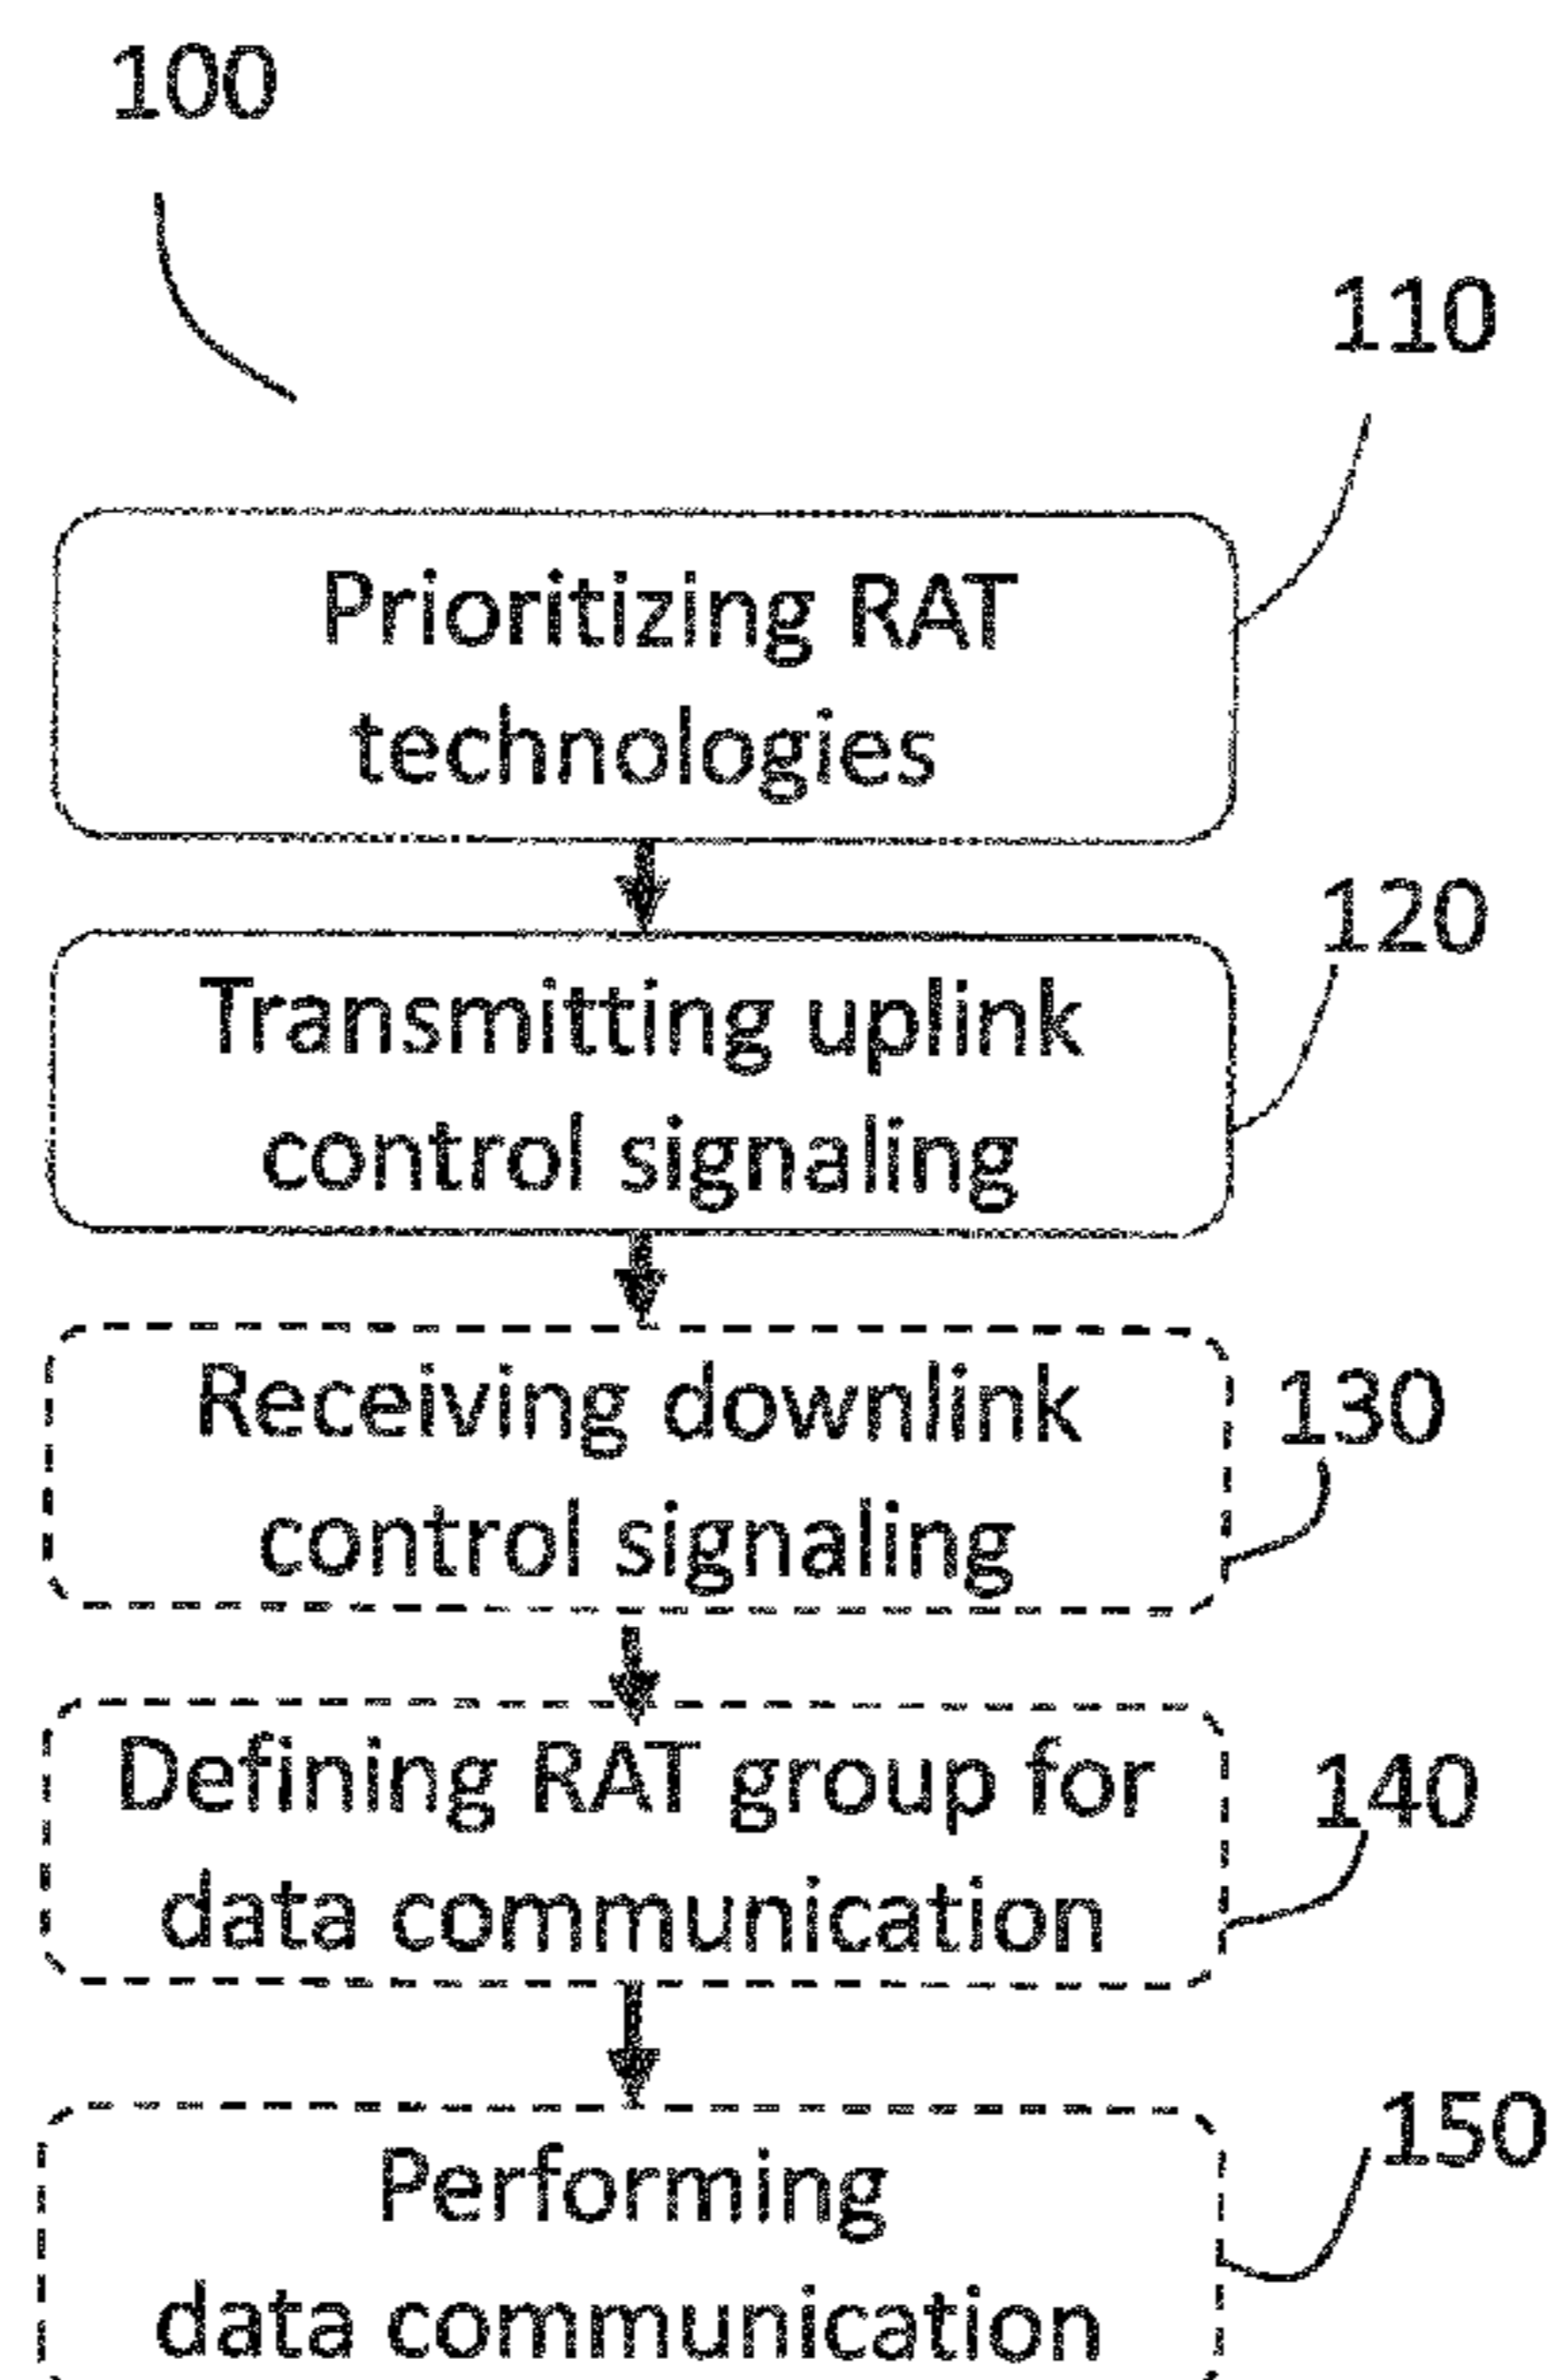 100
110
Prioritizing RAT
technologies
120
Transmitting uplink
control signaling
130
Receiving downlink
control signaling
140
Defining RAT group for
data communication
150
Performing
data communication